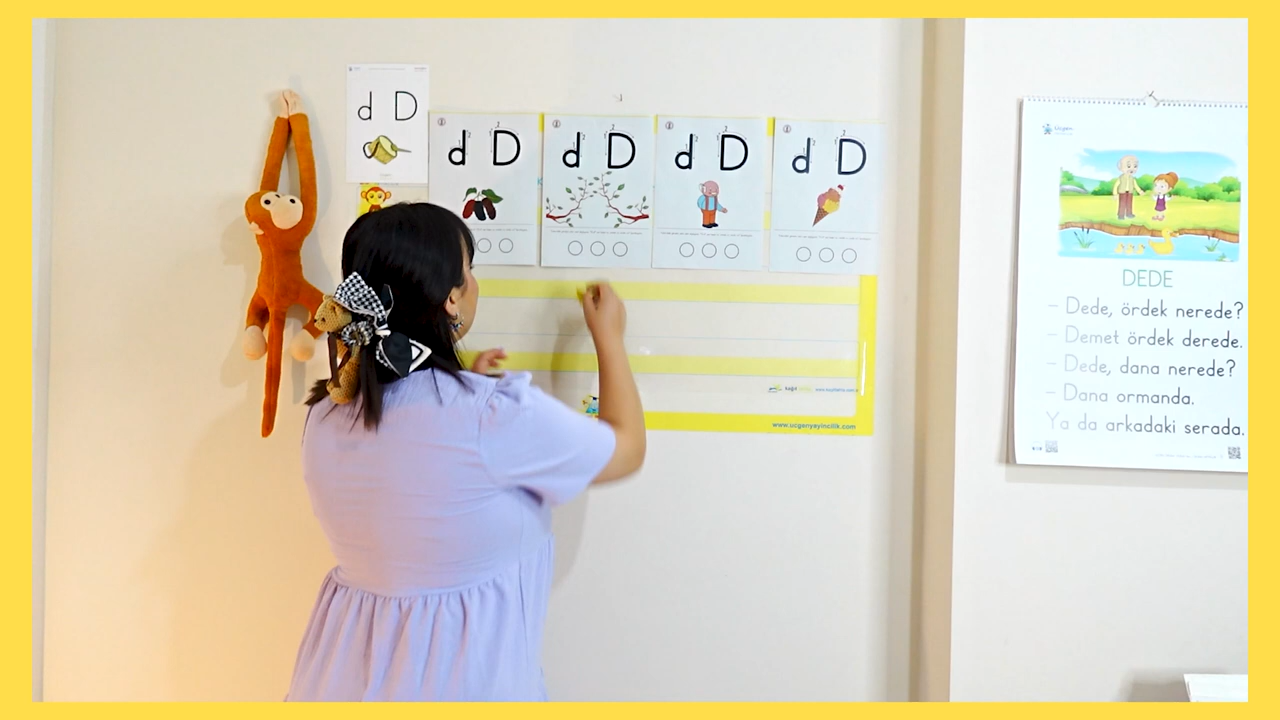 d D
d D
d D
d D
d D
www.ucgenyayincilik.com
Üçgen
DEDE
– Dede, ördek nerede?
– Demet ördek derede.
– Dede, dana nerede?
– Dana ormanda.
Ya da arkadaki serada.